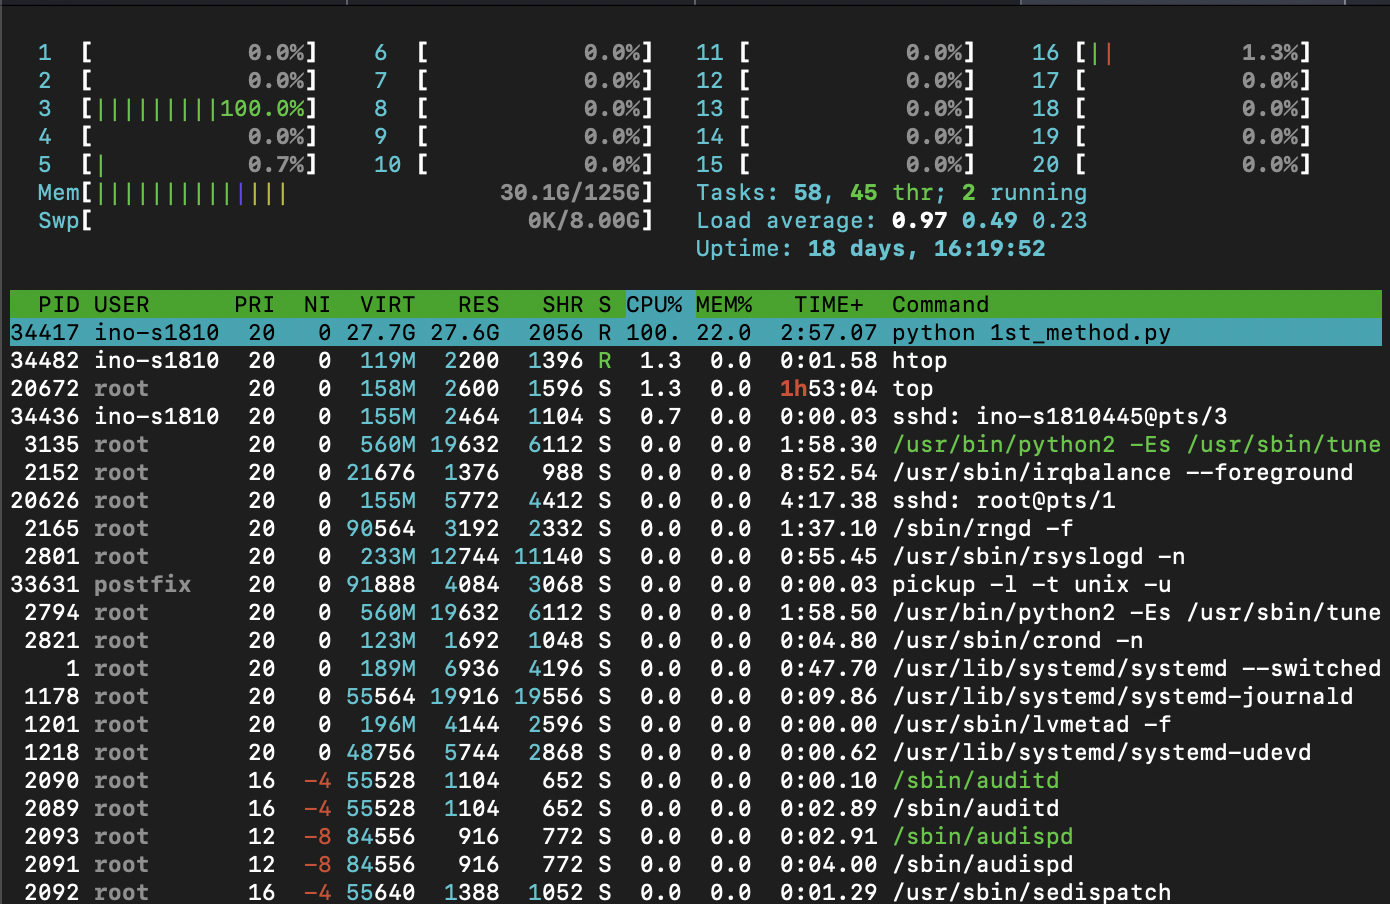 1 [ 0.0%] 6 [ 0.0%] 11 [ 0.0%] 16 [|| 1.3%]
2 [ 0.0%] 7 [ 0.0%] 12 [ 0.0%] 17 [ 0.0%]
3 [|||||||||100.0%] 8 [ 0.0%] 13 [ 0.0%] 18 [ 0.0%]
4 [ 0.0%] 9 [ 0.0%] 14 [ 0.0%] 19 [ 0.0%]
5 [| 0.7%] 10 [ 0.0%] 15 [ 0.0%] 20 [ 0.0%]
Mem[|||||||||||||| 30.1G/125G] Tasks: 58, 45 thr; 2 running
Swp[ 0K/8.00G] Load average: 0.97 0.49 0.23
Uptime: 18 days, 16:19:52
PID USER PRI NI VIRT RES SHR S CPU% MEM% TIME+ Command
34417 ino-s1810 20 0 27.7G 27.6G 2056 R 100. 22.0 2:57.07 python 1st_method.py
34482 ino-s1810 20 0 119M 2200 1396 R 1.3 0.0 0:01.58 htop
20672 root 20 0 158M 2600 1596 S 1.3 0.0 1h53:04 top
34436 ino-s1810 20 0 155M 2464 1104 S 0.7 0.0 0:00.03 sshd: ino-s1810445@pts/3
3135 root 20 0 560M 19632 6112 S 0.0 0.0 1:58.30 /usr/bin/python2 -Es /usr/sbin/tune
2152 root 20 0 21676 1376 988 S 0.0 0.0 8:52.54 /usr/sbin/irqbalance --foreground
20626 root 20 0 155M 5772 4412 S 0.0 0.0 4:17.38 sshd: root@pts/1
2165 root 20 0 90564 3192 2332 S 0.0 0.0 1:37.10 /sbin/rngd -f
2801 root 20 0 233M 12744 11140 S 0.0 0.0 0:55.45 /usr/sbin/rsyslogd -n
33631 postfix 20 0 91888 4084 3068 S 0.0 0.0 0:00.03 pickup -l -t unix -u
2794 root 20 0 560M 19632 6112 S 0.0 0.0 1:58.50 /usr/bin/python2 -Es /usr/sbin/tune
2821 root 20 0 123M 1692 1048 S 0.0 0.0 0:04.80 /usr/sbin/crond -n
1 root 20 0 189M 6936 4196 S 0.0 0.0 0:47.70 /usr/lib/systemd/systemd --switched
1178 root 20 0 55564 19916 19556 S 0.0 0.0 0:09.86 /usr/lib/systemd/systemd-journald
1201 root 20 0 196M 4144 2596 S 0.0 0.0 0:00.00 /usr/sbin/lvmetad -f
1218 root 20 0 48756 5744 2868 S 0.0 0.0 0:00.62 /usr/lib/systemd/systemd-udevd
2090 root 16 -4 55528 1104 652 S 0.0 0.0 0:00.10 /sbin/auditd
2089 root 16 -4 55528 1104 652 S 0.0 0.0 0:02.89 /sbin/auditd
2093 root 12 -8 84556 916 772 S 0.0 0.0 0:02.91 /sbin/audispd
2091 root 12 -8 84556 916 772 S 0.0 0.0 0:04.00 /sbin/audispd
2092 root 16 -4 55640 1388 1052 S 0.0 0.0 0:01.29 /usr/sbin/sedispatch